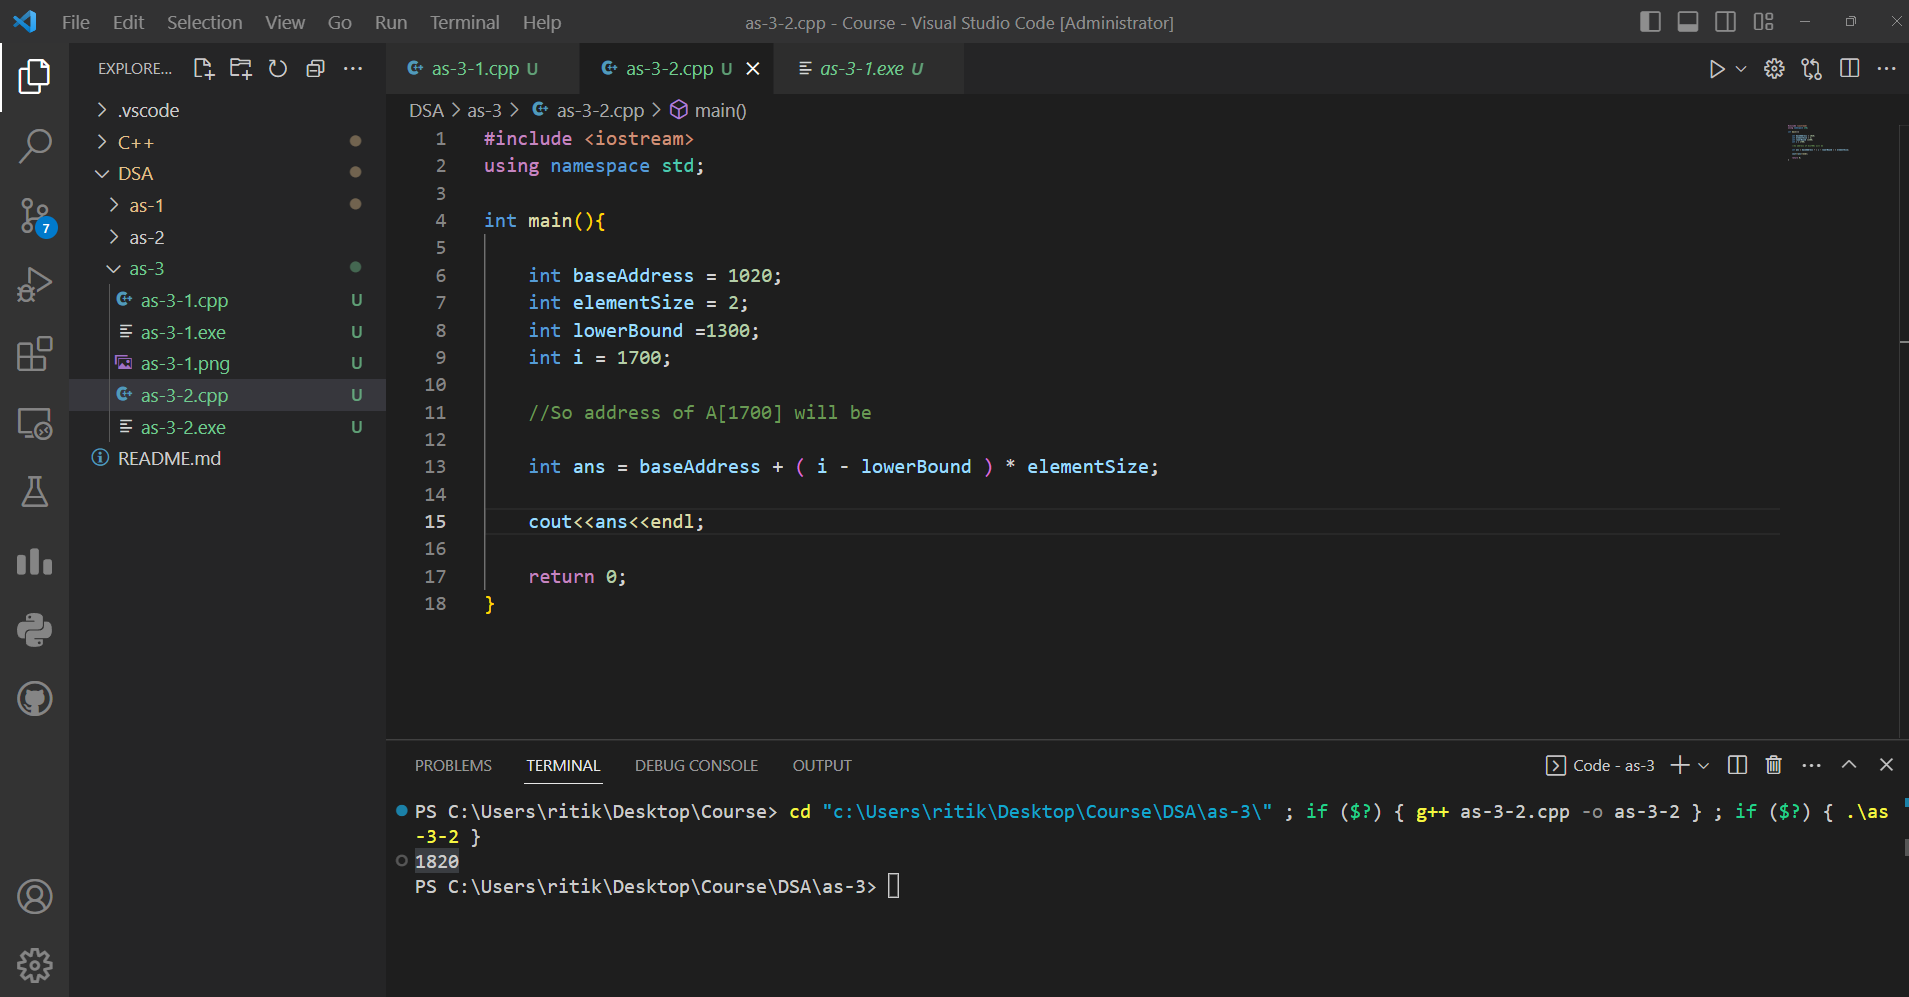 File Edit Selection View Go Run Terminal Help as-3-2.cpp - Course - Visual Studio Code [Administrator]
EXPLORE...
.vscode
C++
DSA
as-1
as-2
as-3
as-3-1.cpp U
as-3-1.exe U
as-3-1.png U
as-3-2.cpp U
as-3-2.exe U
README.md
7
as-3-1.cpp U as-3-2.cpp U as-3-1.exe U
DSA > as-3 > as-3-2.cpp > main()
1 #include <iostream>
2 using namespace std;
3
4 int main(){
5
6 int baseAddress = 1020;
7 int elementSize = 2;
8 int lowerBound =1300;
9 int i = 1700;
10
11 //So address of A[1700] will be
12
13 int ans = baseAddress + ( i - lowerBound ) * elementSize;
14
15 cout<<ans<<endl;
16
17 return 0;
18 }
PROBLEMS TERMINAL DEBUG CONSOLE OUTPUT Code - as-3
PS C:\Users\ritik\Desktop\Course> cd "c:\Users\ritik\Desktop\Course\DSA\as-3\" ; if ($?) { g++ as-3-2.cpp -o as-3-2 } ; if ($?) { .\as
-3-2 }
1820
PS C:\Users\ritik\Desktop\Course\DSA\as-3>